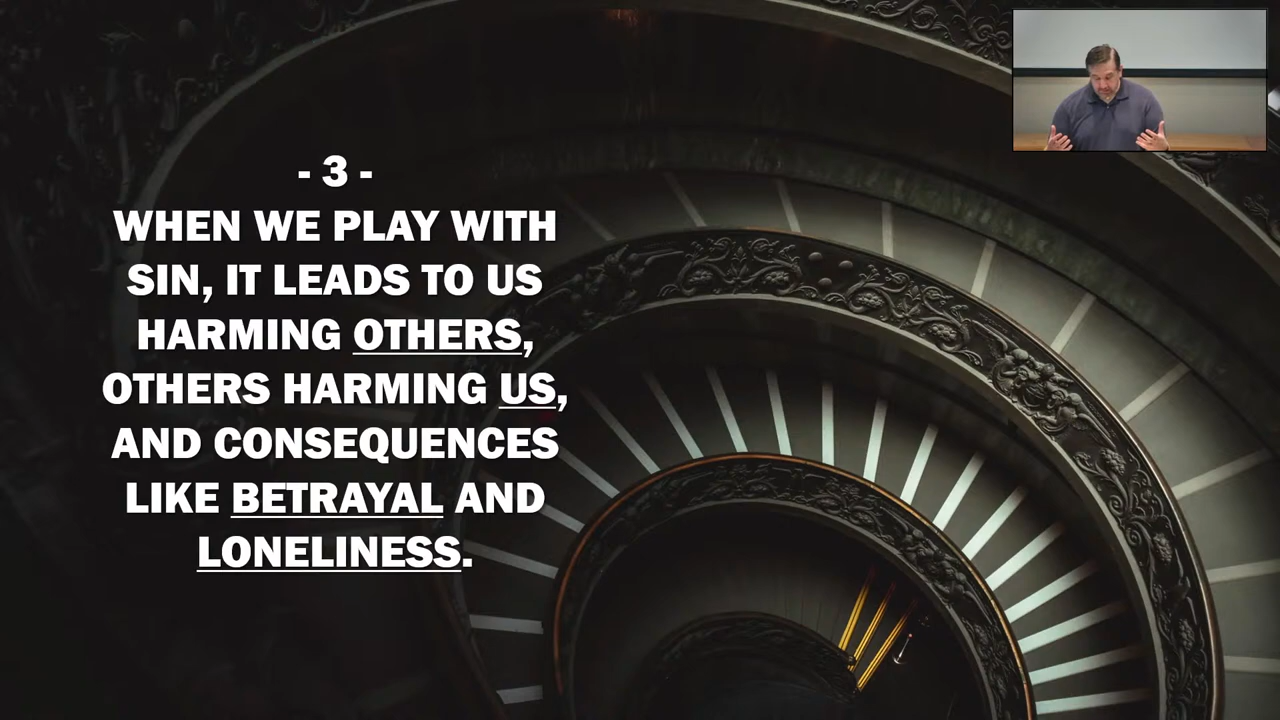 - 3 -
WHEN WE PLAY WITH
SIN, IT LEADS TO US
HARMING OTHERS,
OTHERS HARMING US,
AND CONSEQUENCES
LIKE BETRAYAL AND
LONELINESS.